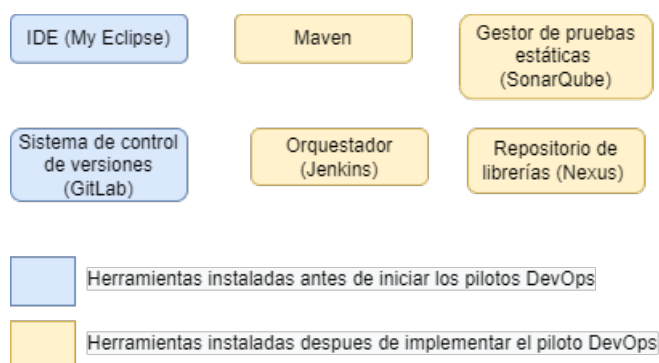 IDE (My Eclipse)
Maven
Gestor de pruebas
estáticas
(SonarQube)
Sistema de control
de versiones
(GitLab)
Orquestador
(Jenkins)
Repositorio de
librerías (Nexus)
Herramientas instaladas antes de iniciar los pilotos DevOps
Herramientas instaladas despues de implementar el piloto DevOps